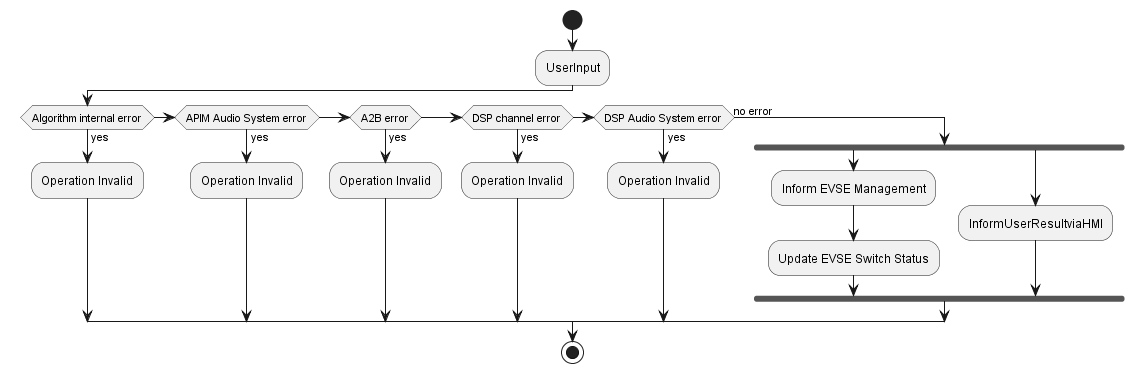 UserInput
Algorithm internal error
APIM Audio System error
A2B error
DSP channel error
DSP Audio System error
no error
yes
yes
yes
yes
yes
Operation Invalid
Operation Invalid
Operation Invalid
Operation Invalid
Operation Invalid
Inform EVSE Management
InformUserResultviaHMI
Update EVSE Switch Status